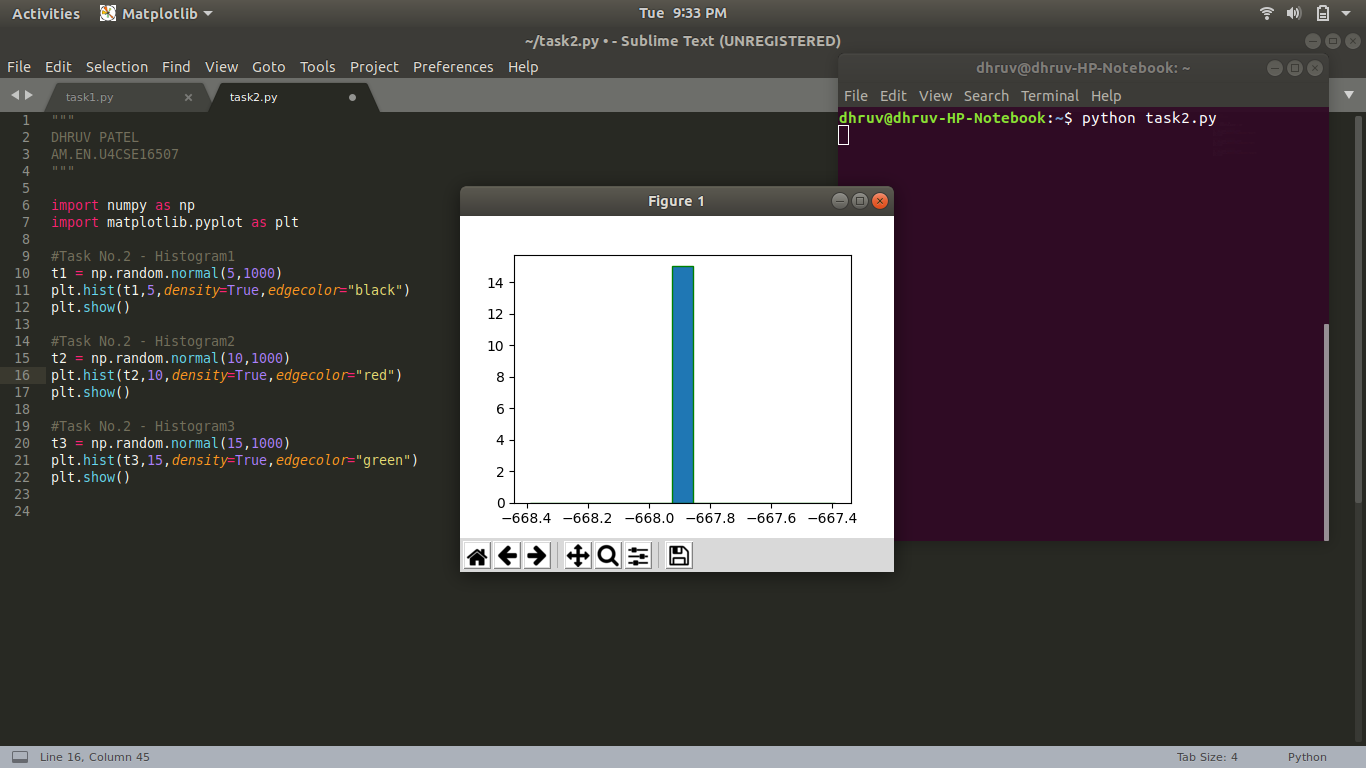 Activities Matplotlib Tue 9:33 PM
~/task2.py • - Sublime Text (UNREGISTERED)
File Edit Selection Find View Goto Tools Project Preferences Help
task1.py × task2.py
1 """
2 DHRUV PATEL
3 AM.EN.U4CSE16507
4 """
5
6 import numpy as np
7 import matplotlib.pyplot as plt
8
9 #Task No.2 - Histogram1
10 t1 = np.random.normal(5,1000)
11 plt.hist(t1,5,density=True,edgecolor="black")
12 plt.show()
13
14 #Task No.2 - Histogram2
15 t2 = np.random.normal(10,1000)
16 plt.hist(t2,10,density=True,edgecolor="red")
17 plt.show()
18
19 #Task No.2 - Histogram3
20 t3 = np.random.normal(15,1000)
21 plt.hist(t3,15,density=True,edgecolor="green")
22 plt.show()
23
24
dhruv@dhruv-HP-Notebook: ~
File Edit View Search Terminal Help
dhruv@dhruv-HP-Notebook:~$ python task2.py
Figure 1
14
12
10
8
6
4
2
0
−668.4 −668.2 −668.0 −667.8 −667.6 −667.4
Line 16, Column 45 Tab Size: 4 Python